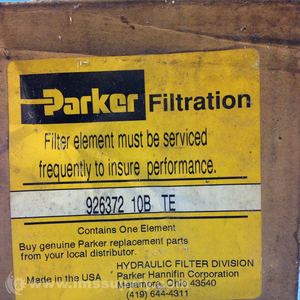 Parker Filtration
Filter element must be serviced
frequently to insure performance.
926372 10B TE
Contains One Element
Buy genuine Parker replacement parts
from your local distributor.
HYDRAULIC FILTER DIVISION
Made in the USA Parker Hannifin Corporation
Metamora, Ohio 43540
(419) 644-4311